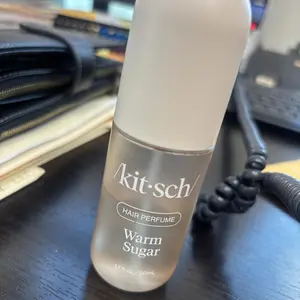 /kit·sch/
HAIR PERFUME
Warm
Sugar